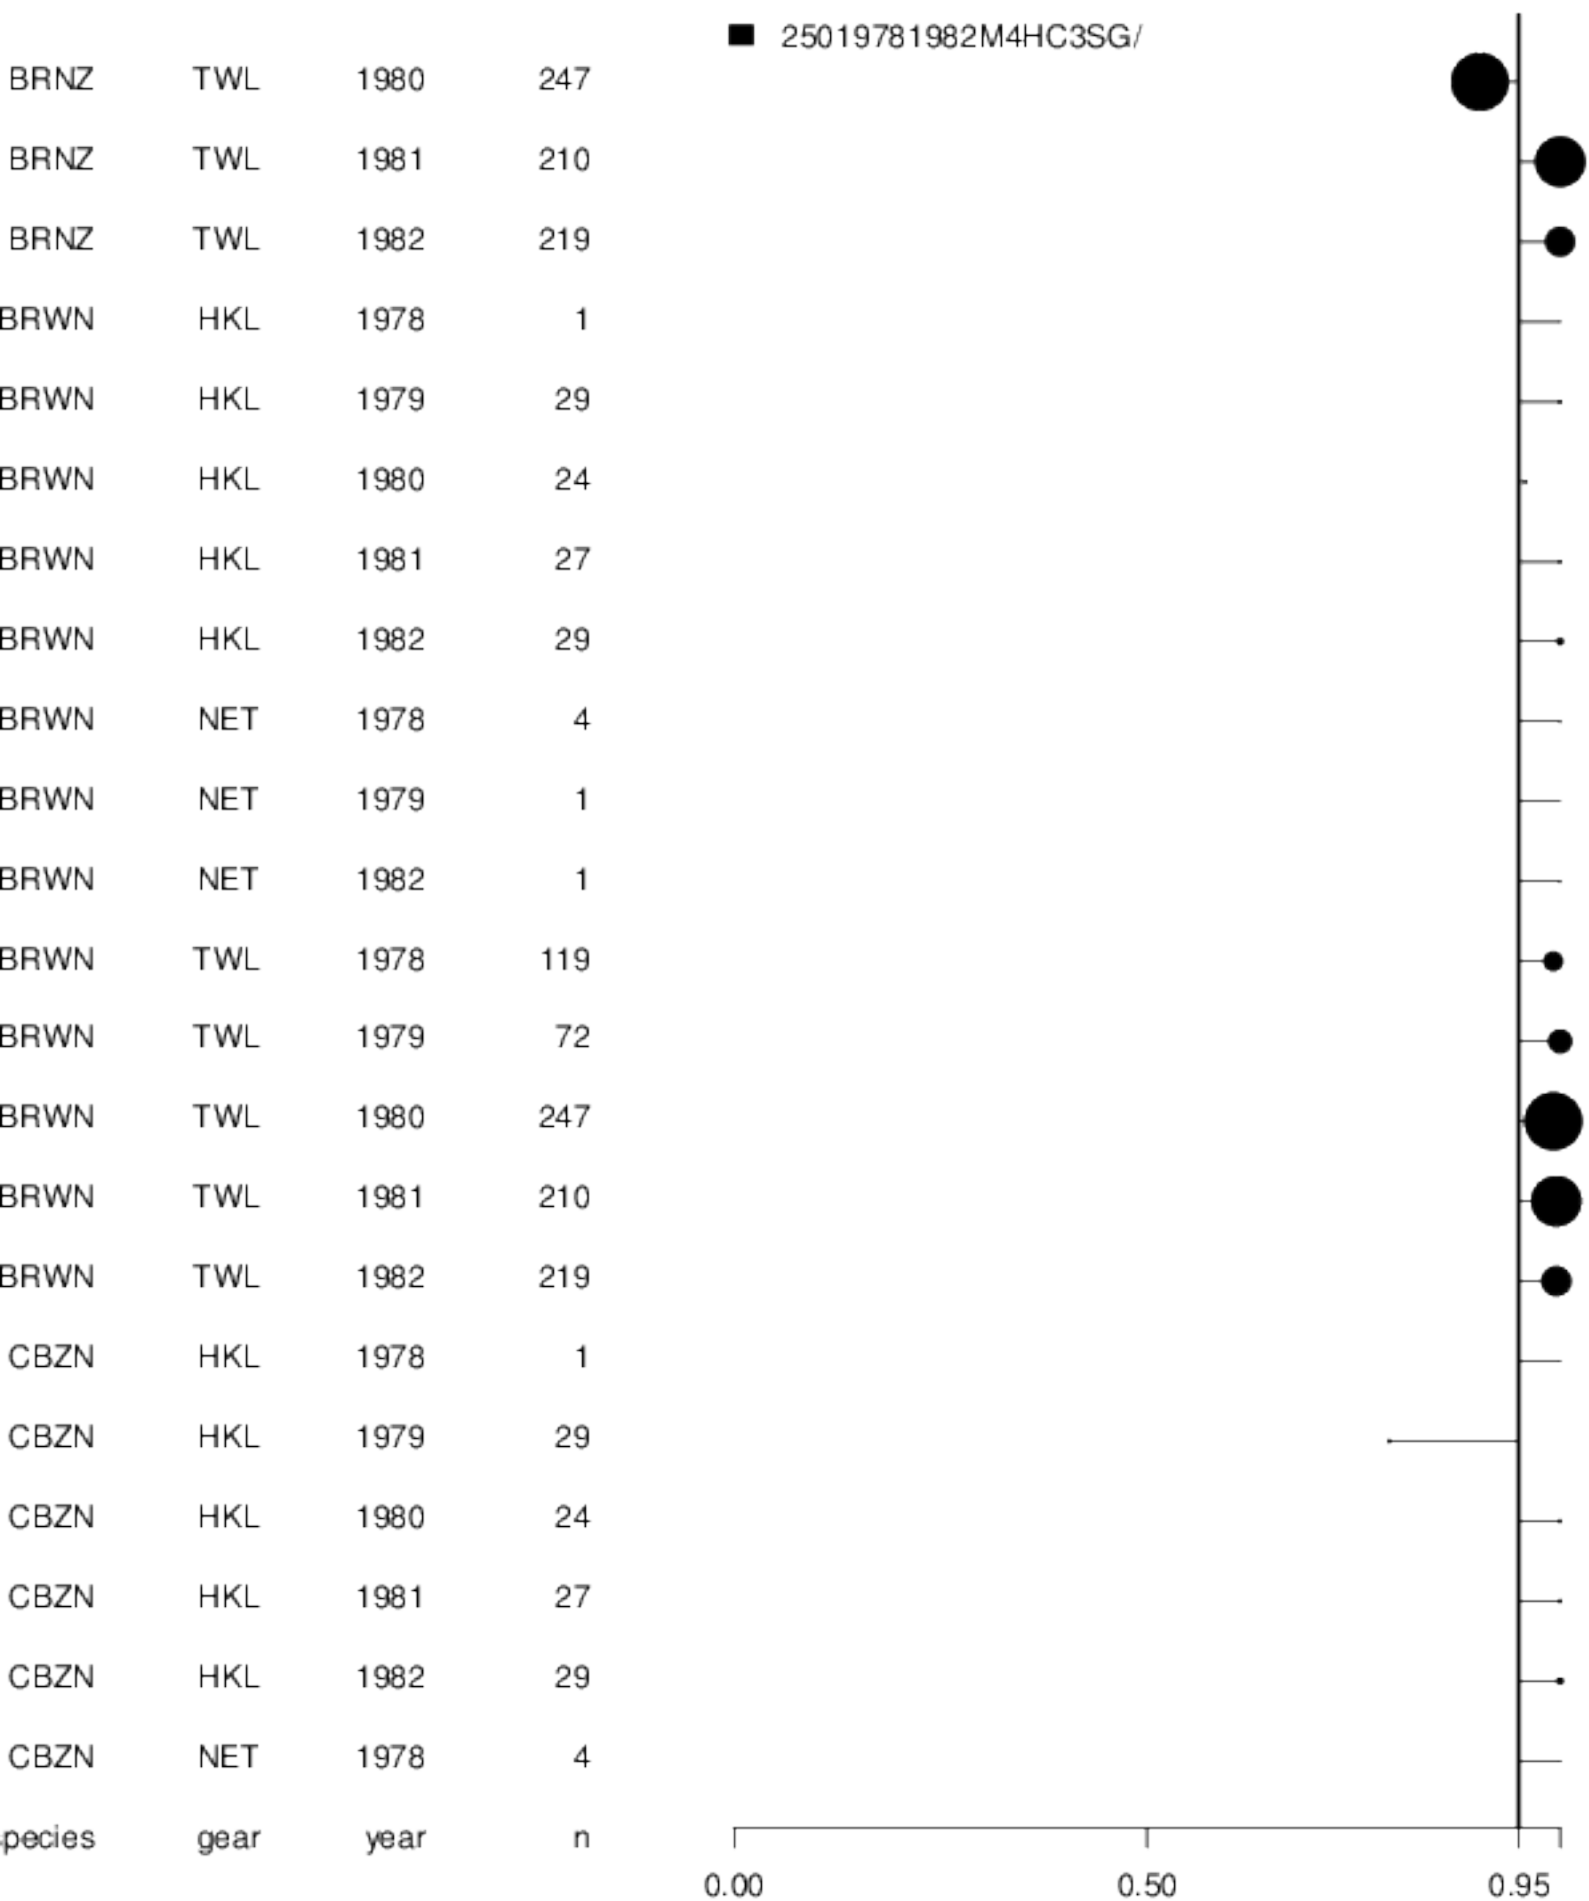 25019781982M4HC3SG/
BRNZ TWL 1980 247
BRNZ TWL 1981 210
BRNZ TWL 1982 219
BRWN HKL 1978 1
BRWN HKL 1979 29
BRWN HKL 1980 24
BRWN HKL 1981 27
BRWN HKL 1982 29
BRWN NET 1978 4
BRWN NET 1979 1
BRWN NET 1982 1
BRWN TWL 1978 119
BRWN TWL 1979 72
BRWN TWL 1980 247
BRWN TWL 1981 210
BRWN TWL 1982 219
CBZN HKL 1978 1
CBZN HKL 1979 29
CBZN HKL 1980 24
CBZN HKL 1981 27
CBZN HKL 1982 29
CBZN NET 1978 4
pecies gear year n
0.00 0.50 0.95